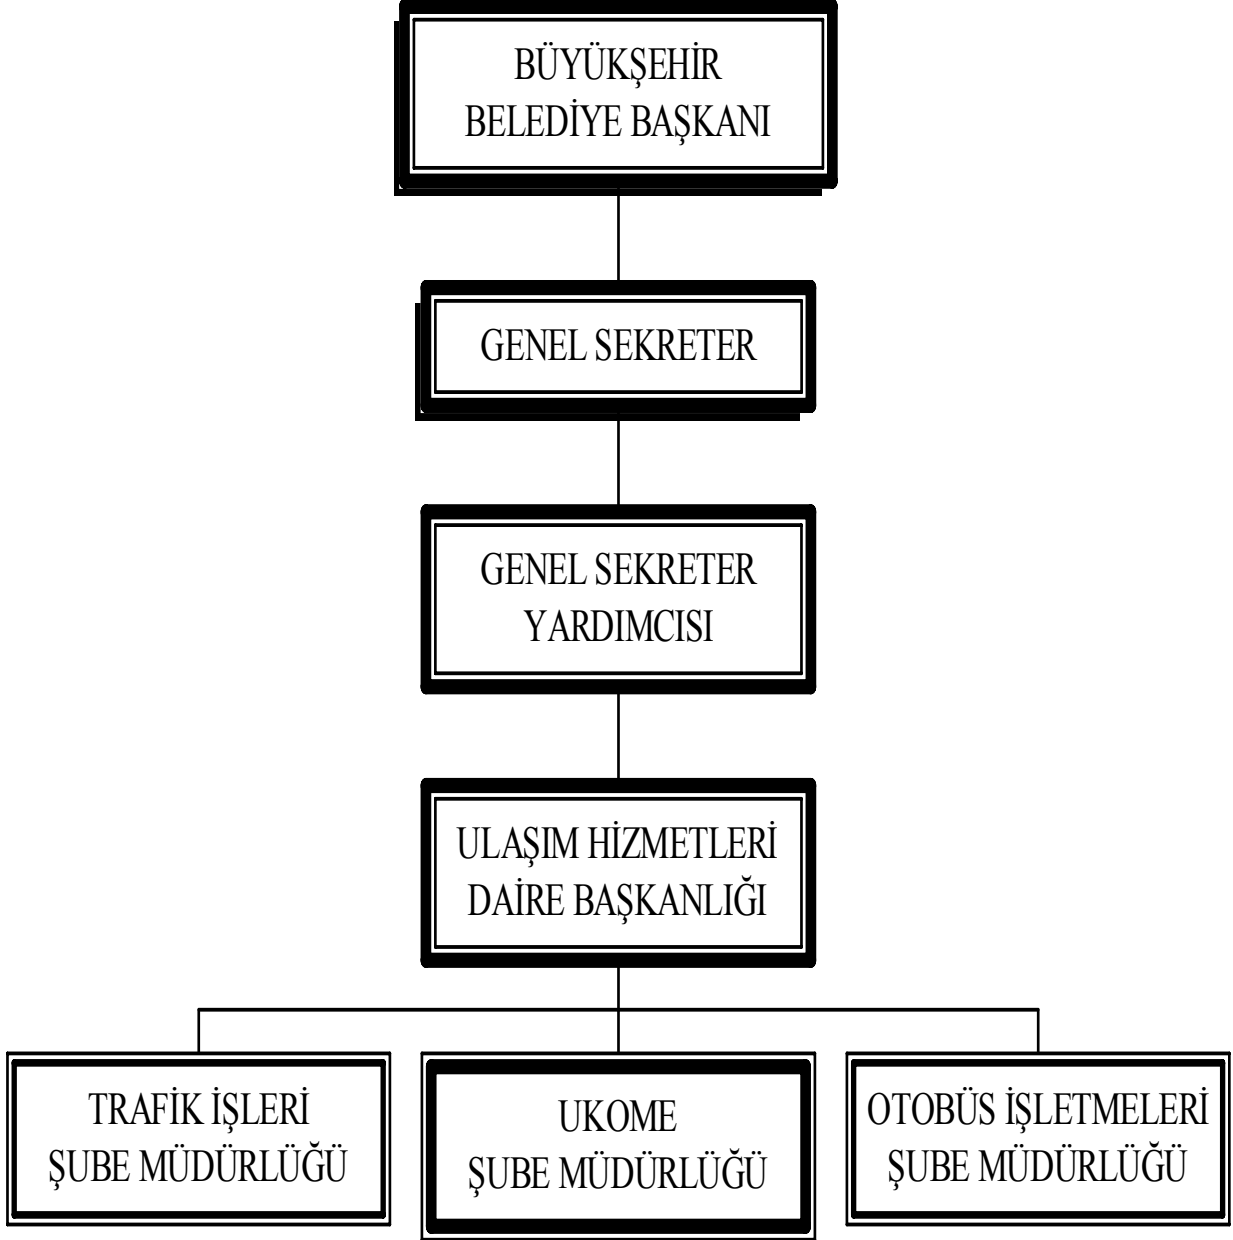 BÜYÜKŞEHİR
BELEDİYE BAŞKANI
GENEL SEKRETER
GENEL SEKRETER
YARDIMCISI
ULAŞIM HİZMETLERİ
DAİRE BAŞKANLIĞI
TRAFİK İŞLERİ
ŞUBE MÜDÜRLÜĞÜ
UKOME
ŞUBE MÜDÜRLÜĞÜ
OTOBÜS İŞLETMELERİ
ŞUBE MÜDÜRLÜĞÜ